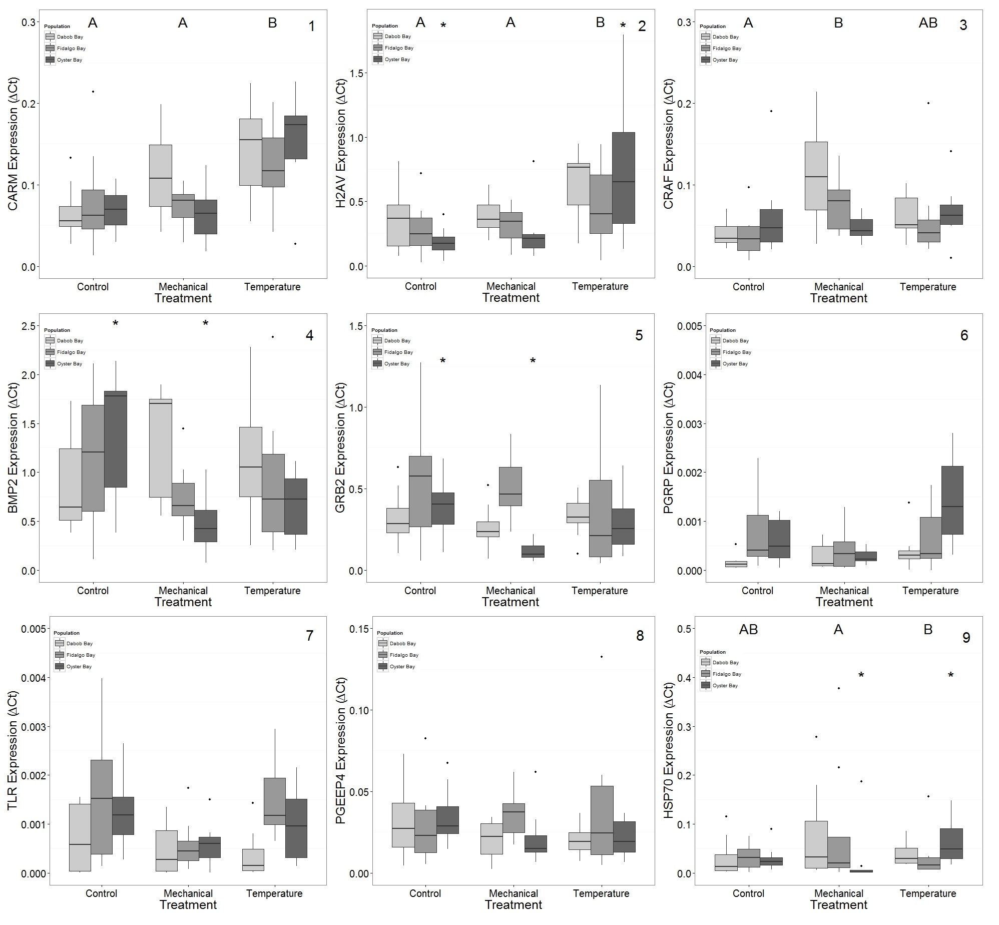 CARM Expression (ΔCt)
0.3
0.2
0.1
0.0
A A B 1
Population
Dabob Bay
Fidalgo Bay
Oyster Bay
Control Mechanical Temperature
Treatment
H2AV Expression (ΔCt)
1.5
1.0
0.5
0.0
A * A B * 2
Population
Dabob Bay
Fidalgo Bay
Oyster Bay
Control Mechanical Temperature
Treatment
CRAF Expression (ΔCt)
0.3
0.2
0.1
0.0
A B AB 3
Population
Dabob Bay
Fidalgo Bay
Oyster Bay
Control Mechanical Temperature
Treatment
BMP2 Expression (ΔCt)
2.5
2.0
1.5
1.0
0.5
0.0
* * 4
Population
Dabob Bay
Fidalgo Bay
Oyster Bay
Control Mechanical Temperature
Treatment
GRB2 Expression (ΔCt)
1.5
1.0
0.5
0.0
5
Population
Dabob Bay
Fidalgo Bay
Oyster Bay
* *
Control Mechanical Temperature
Treatment
PGRP Expression (ΔCt)
0.005
0.004
0.003
0.002
0.001
0.000
6
Population
Dabob Bay
Fidalgo Bay
Oyster Bay
Control Mechanical Temperature
Treatment
TLR Expression (ΔCt)
0.005
0.004
0.003
0.002
0.001
0.000
7
Population
Dabob Bay
Fidalgo Bay
Oyster Bay
Control Mechanical Temperature
Treatment
PGEEP4 Expression (ΔCt)
0.15
0.10
0.05
0.00
8
Population
Dabob Bay
Fidalgo Bay
Oyster Bay
Control Mechanical Temperature
Treatment
HSP70 Expression (ΔCt)
0.5
0.4
0.3
0.2
0.1
0.0
AB A B 9
Population
Dabob Bay
Fidalgo Bay
Oyster Bay
* *
Control Mechanical Temperature
Treatment